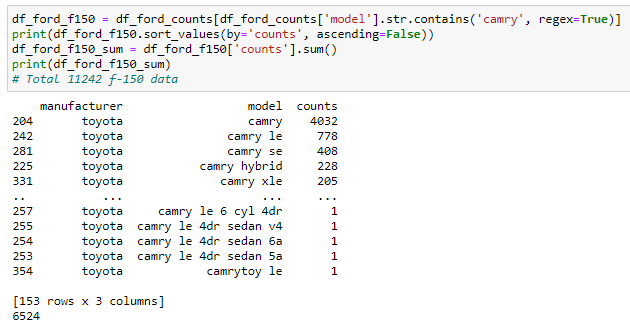 df_ford_f150 = df_ford_counts[df_ford_counts['model'].str.contains('camry', regex=True)]
print(df_ford_f150.sort_values(by='counts', ascending=False))
df_ford_f150_sum = df_ford_f150['counts'].sum()
print(df_ford_f150_sum)
# Total 11242 f-150 data
manufacturer model counts
204 toyota camry 4032
242 toyota camry le 778
281 toyota camry se 408
225 toyota camry hybrid 228
331 toyota camry xle 205
.. ... ... ...
257 toyota camry le 6 cyl 4dr 1
255 toyota camry le 4dr sedan v4 1
254 toyota camry le 4dr sedan 6a 1
253 toyota camry le 4dr sedan 5a 1
354 toyota camrytoy le 1
[153 rows x 3 columns]
6524